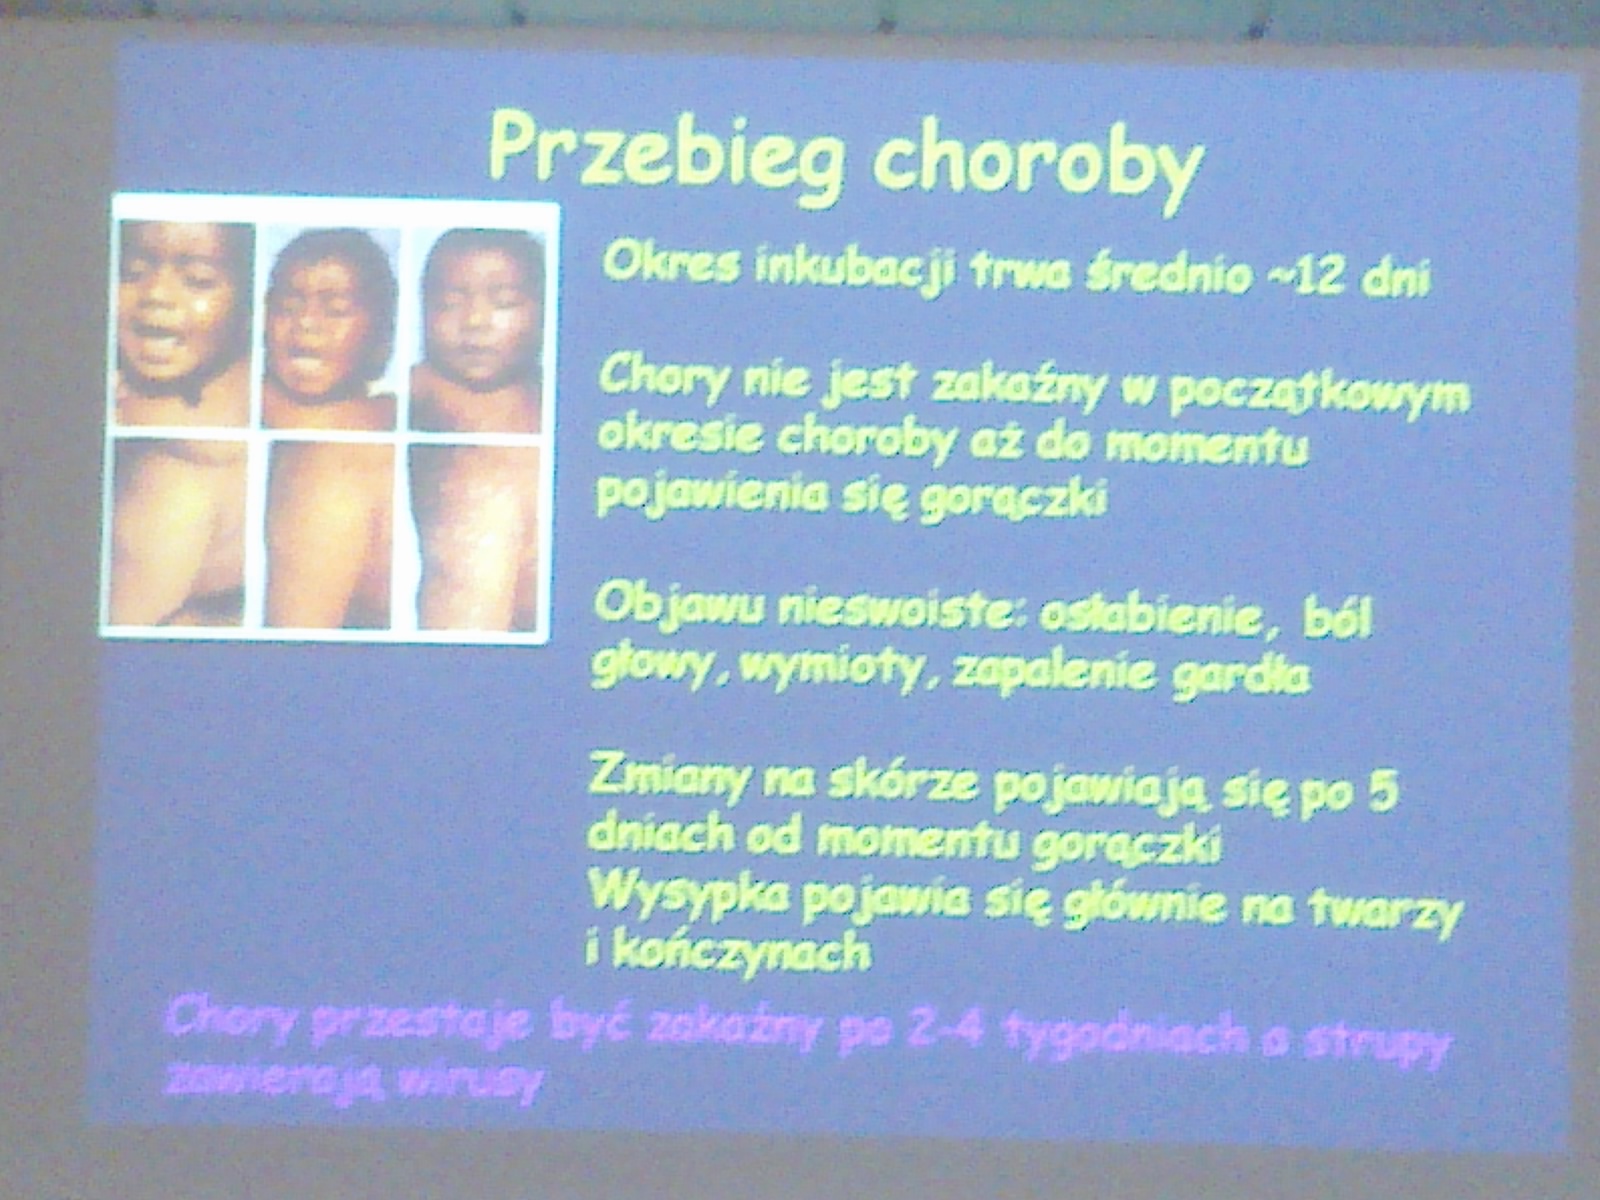 Przebieg choroby
Okres inkubacji trwa średnio ~12 dni
Chory nie jest zakaźny w początkowym
okresie choroby aż do momentu
pojawienia się gorączki
Objawu nieswoiste: osłabienie, ból
głowy, wymioty, zapalenie gardła
Zmiany na skórze pojawiają się po 5
dniach od momentu gorączki
Wysypka pojawia się głównie na twarzy
i kończynach
Chory przestaje być zakaźny po 2-4 tygodniach a strupy
zawierają wirusy